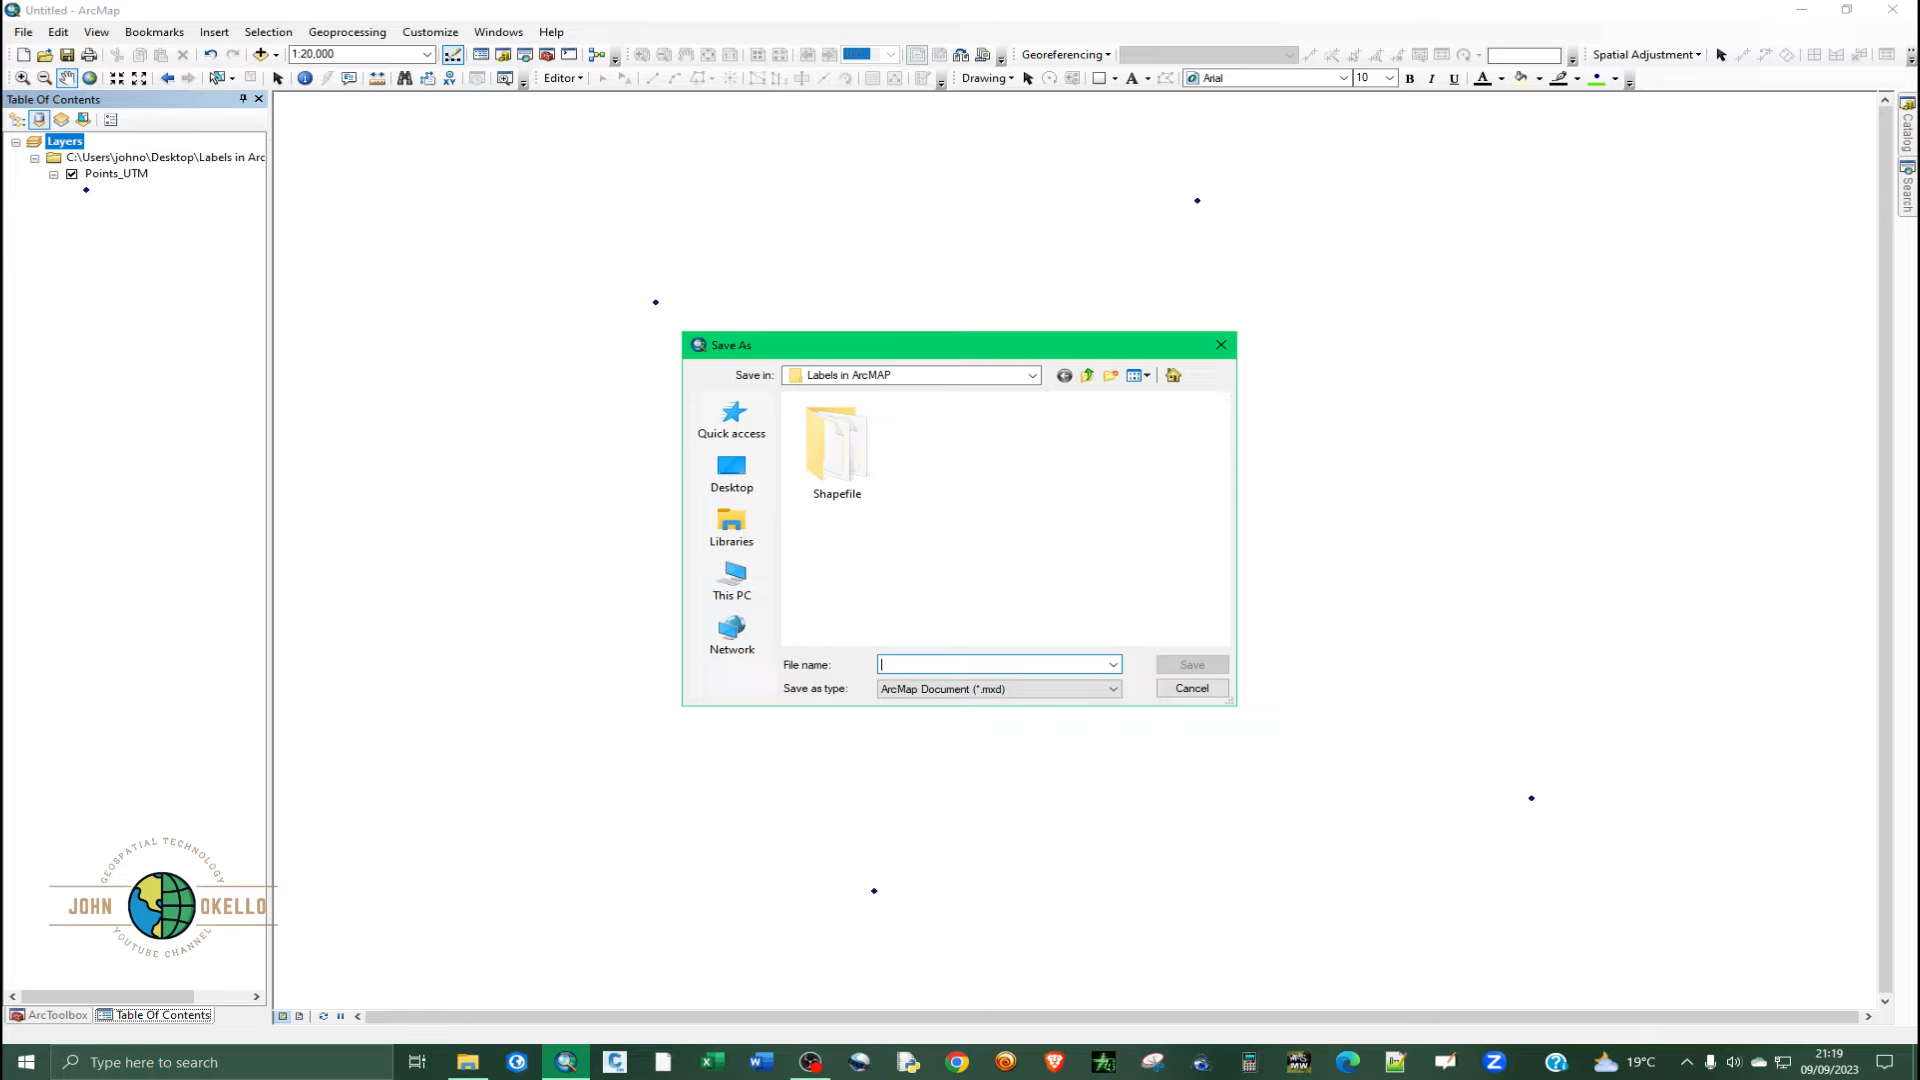 Untitled - ArcMap
File Edit View Bookmarks Insert Selection Geoprocessing Customize Windows Help
1:20,000
Georeferencing
Spatial Adjustment
Editor
Drawing
Arial
10
B I U A
Table Of Contents
Layers
C:\Users\johno\Desktop\Labels in Arc
Points_UTM
Catalog
Search
Save As
Save in:
Labels in ArcMAP
Quick access
Desktop
Libraries
This PC
Network
Shapefile
File name:
Save
Save as type:
ArcMap Document (*.mxd)
Cancel
GEOSPATIAL TECHNOLOGY
JOHN OKELLO
YOUTUBE CHANNEL
ArcToolbox
Table Of Contents
Type here to search
19°C
21:19
09/09/2023